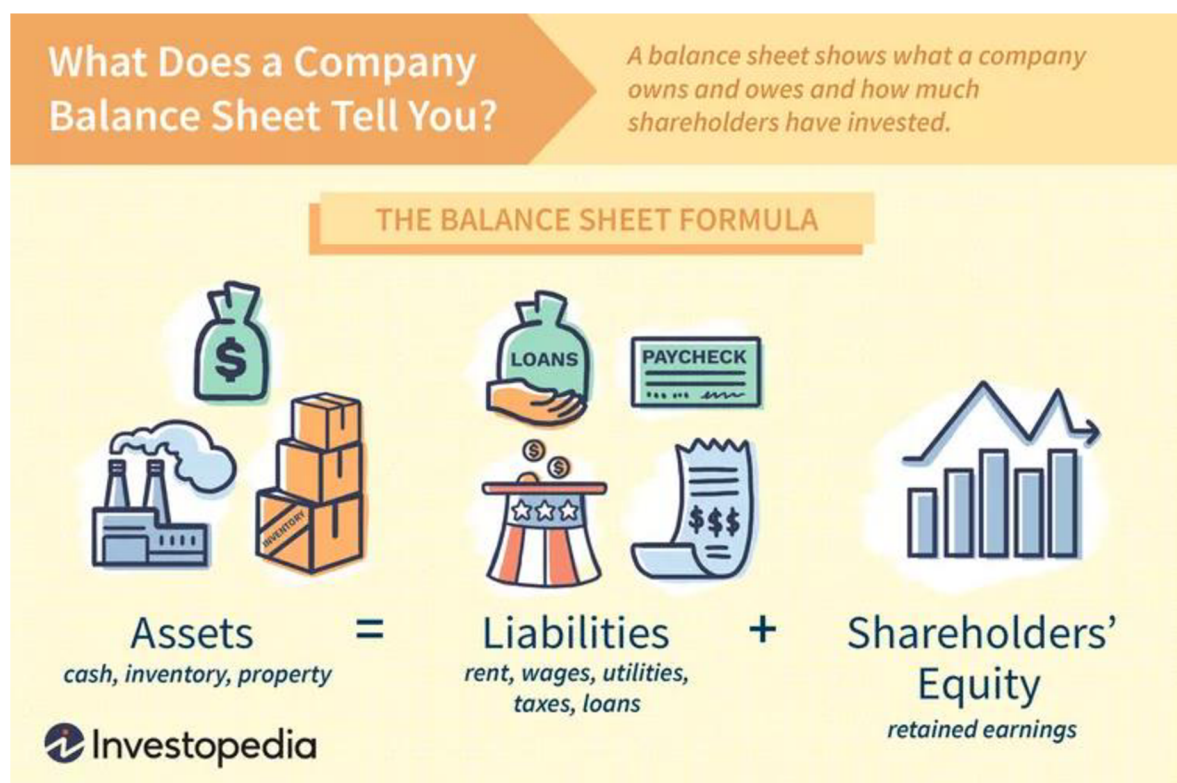 What Does a Company
Balance Sheet Tell You?
A balance sheet shows what a company
owns and owes and how much
shareholders have invested.
THE BALANCE SHEET FORMULA
$
INVENTORY
LOANS
PAYCHECK
$
$
$$$
Assets
=
Liabilities
+
Shareholders'
Equity
cash, inventory, property
rent, wages, utilities,
taxes, loans
retained earnings
Investopedia